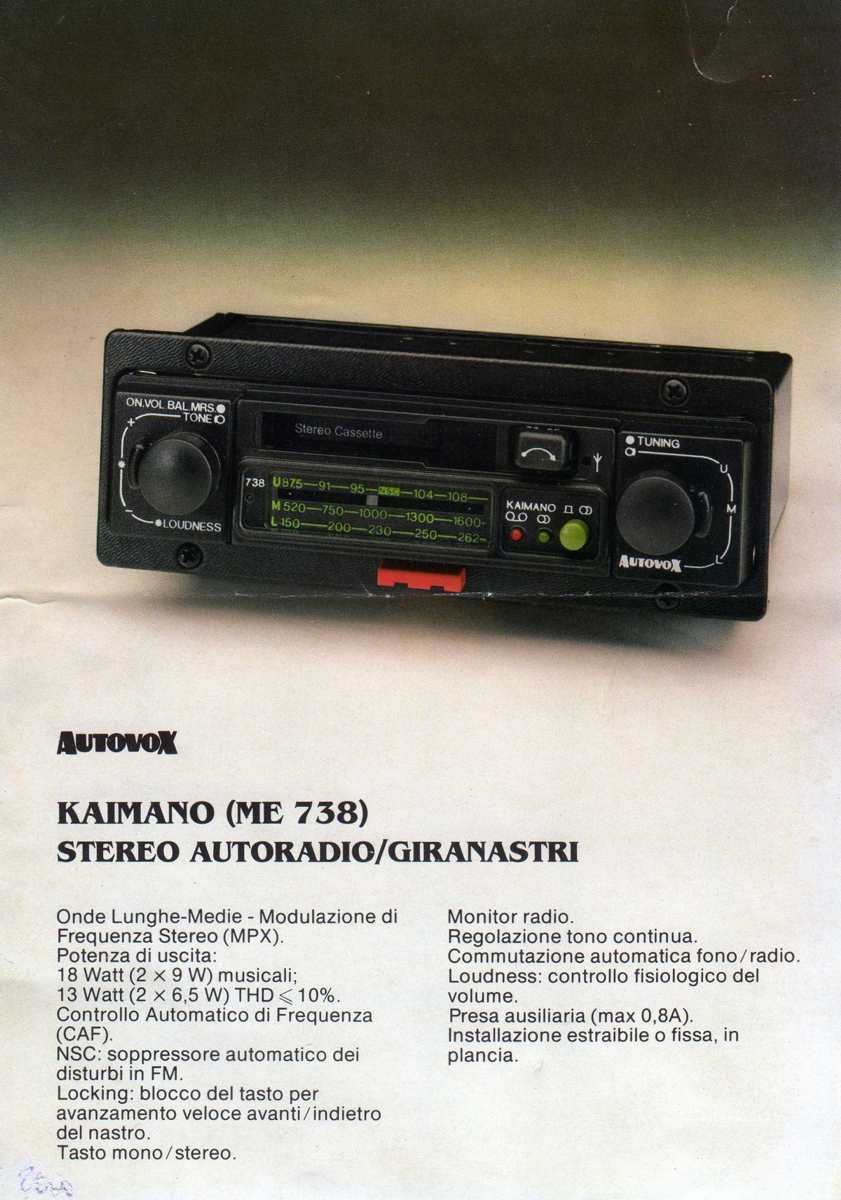 ON.VOL BAL.MRS.
TONE
+
-
LOUDNESS
Stereo Cassette
738 U 87.5—91—95—NSC—104—108—
M 520—750—1000—1300—1600-
L 150—200—230—250—262-
KAIMANO
TUNING
U
M
L
AUTOVOX
AUTOVOX
KAIMANO (ME 738)
STEREO AUTORADIO/GIRANASTRI
Onde Lunghe-Medie - Modulazione di
Frequenza Stereo (MPX).
Potenza di uscita:
18 Watt (2 × 9 W) musicali;
13 Watt (2 × 6,5 W) THD ⩽ 10%.
Controllo Automatico di Frequenza
(CAF).
NSC: soppressore automatico dei
disturbi in FM.
Locking: blocco del tasto per
avanzamento veloce avanti/indietro
del nastro.
Tasto mono/stereo.
Monitor radio.
Regolazione tono continua.
Commutazione automatica fono/radio.
Loudness: controllo fisiologico del
volume.
Presa ausiliaria (max 0,8A).
Installazione estraibile o fissa, in
plancia.